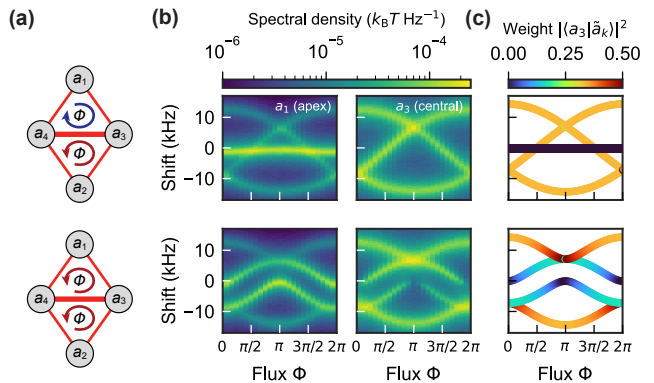 (a)
a₁
Φ
a₄ a₃
Φ
a₂
a₁
Φ
a₄ a₃
Φ
a₂
(b)
Spectral density (k_BT Hz⁻¹)
10⁻⁶ 10⁻⁵ 10⁻⁴
a₁ (apex) a₃ (central)
Shift (kHz)
10
0
−10
Shift (kHz)
10
0
−10
0 π/2 π 3π/2 2π
0 π/2 π 3π/2 2π
Flux Φ Flux Φ
(c)
Weight |⟨a₃|ã_k⟩|²
0.00 0.25 0.50
0 π/2 π 3π/2 2π
Flux Φ